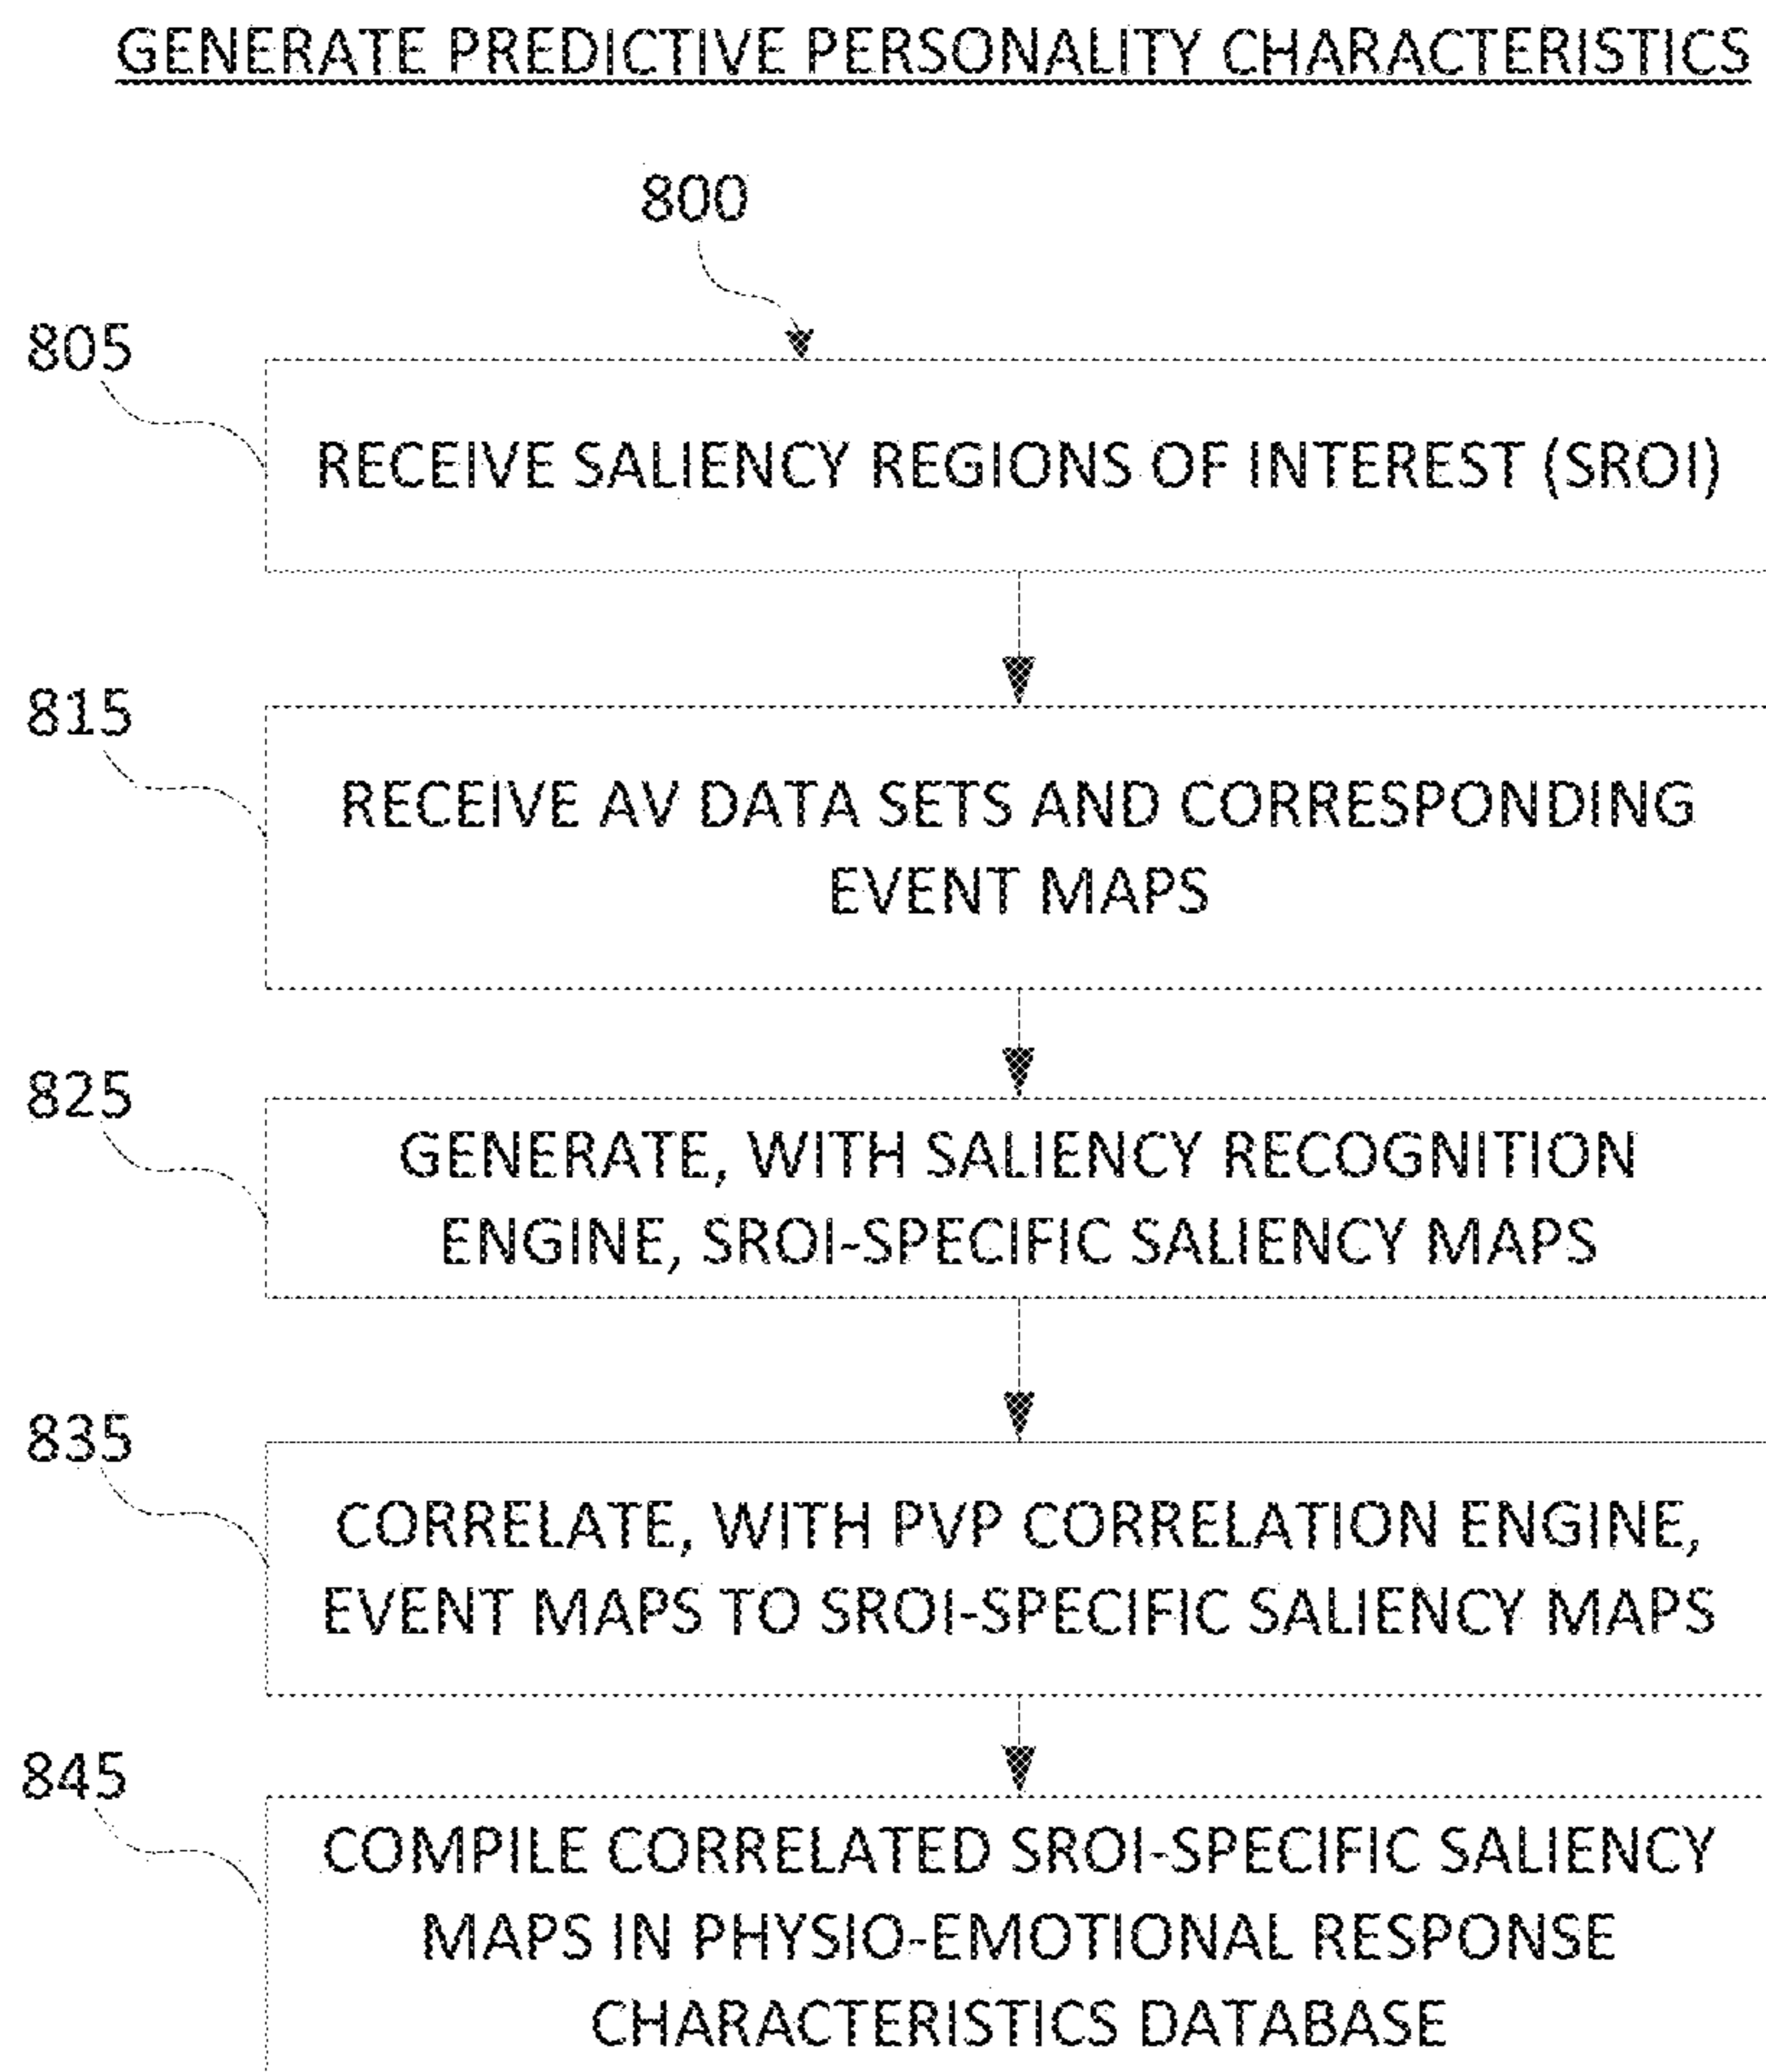 GENERATE PREDICTIVE PERSONALITY CHARACTERISTICS
800
805
RECEIVE SALIENCY REGIONS OF INTEREST (SROI)
815
RECEIVE AV DATA SETS AND CORRESPONDING
EVENT MAPS
825
GENERATE, WITH SALIENCY RECOGNITION
ENGINE, SROI-SPECIFIC SALIENCY MAPS
835
CORRELATE, WITH PVP CORRELATION ENGINE,
EVENT MAPS TO SROI-SPECIFIC SALIENCY MAPS
845
COMPILE CORRELATED SROI-SPECIFIC SALIENCY
MAPS IN PHYSIO-EMOTIONAL RESPONSE
CHARACTERISTICS DATABASE